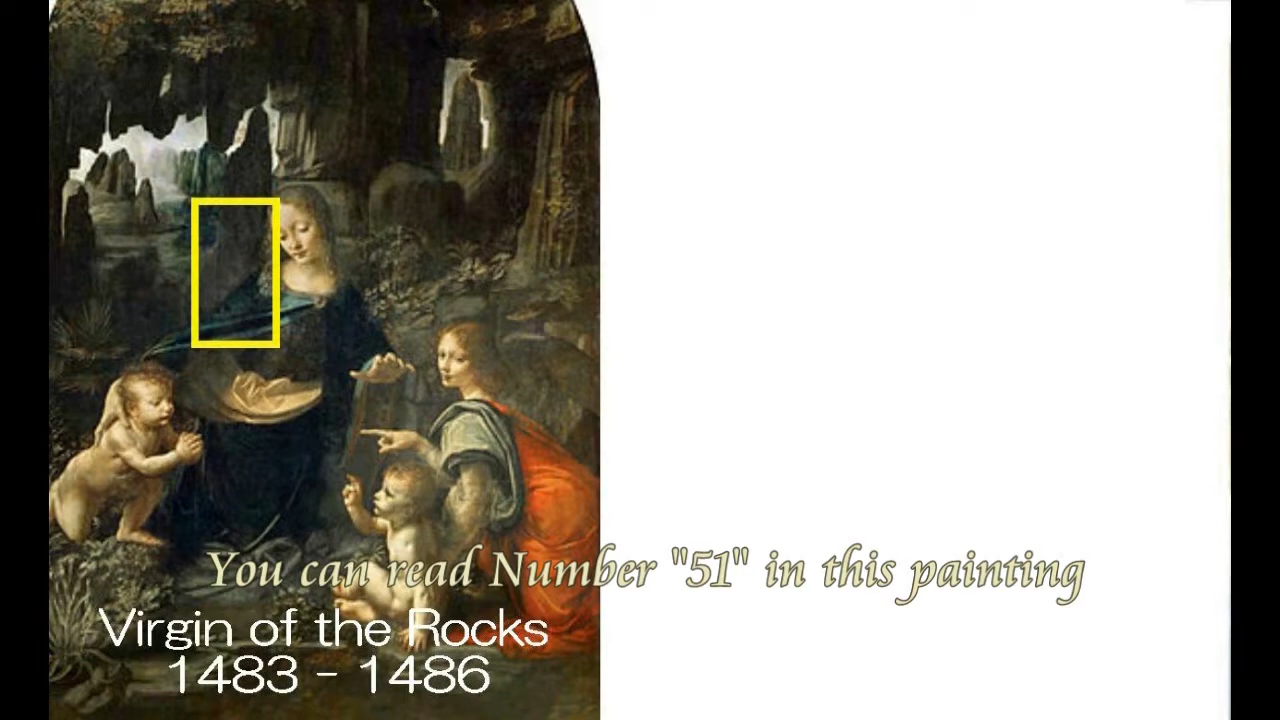 You can read Number "51" in this painting
Virgin of the Rocks
1483 - 1486